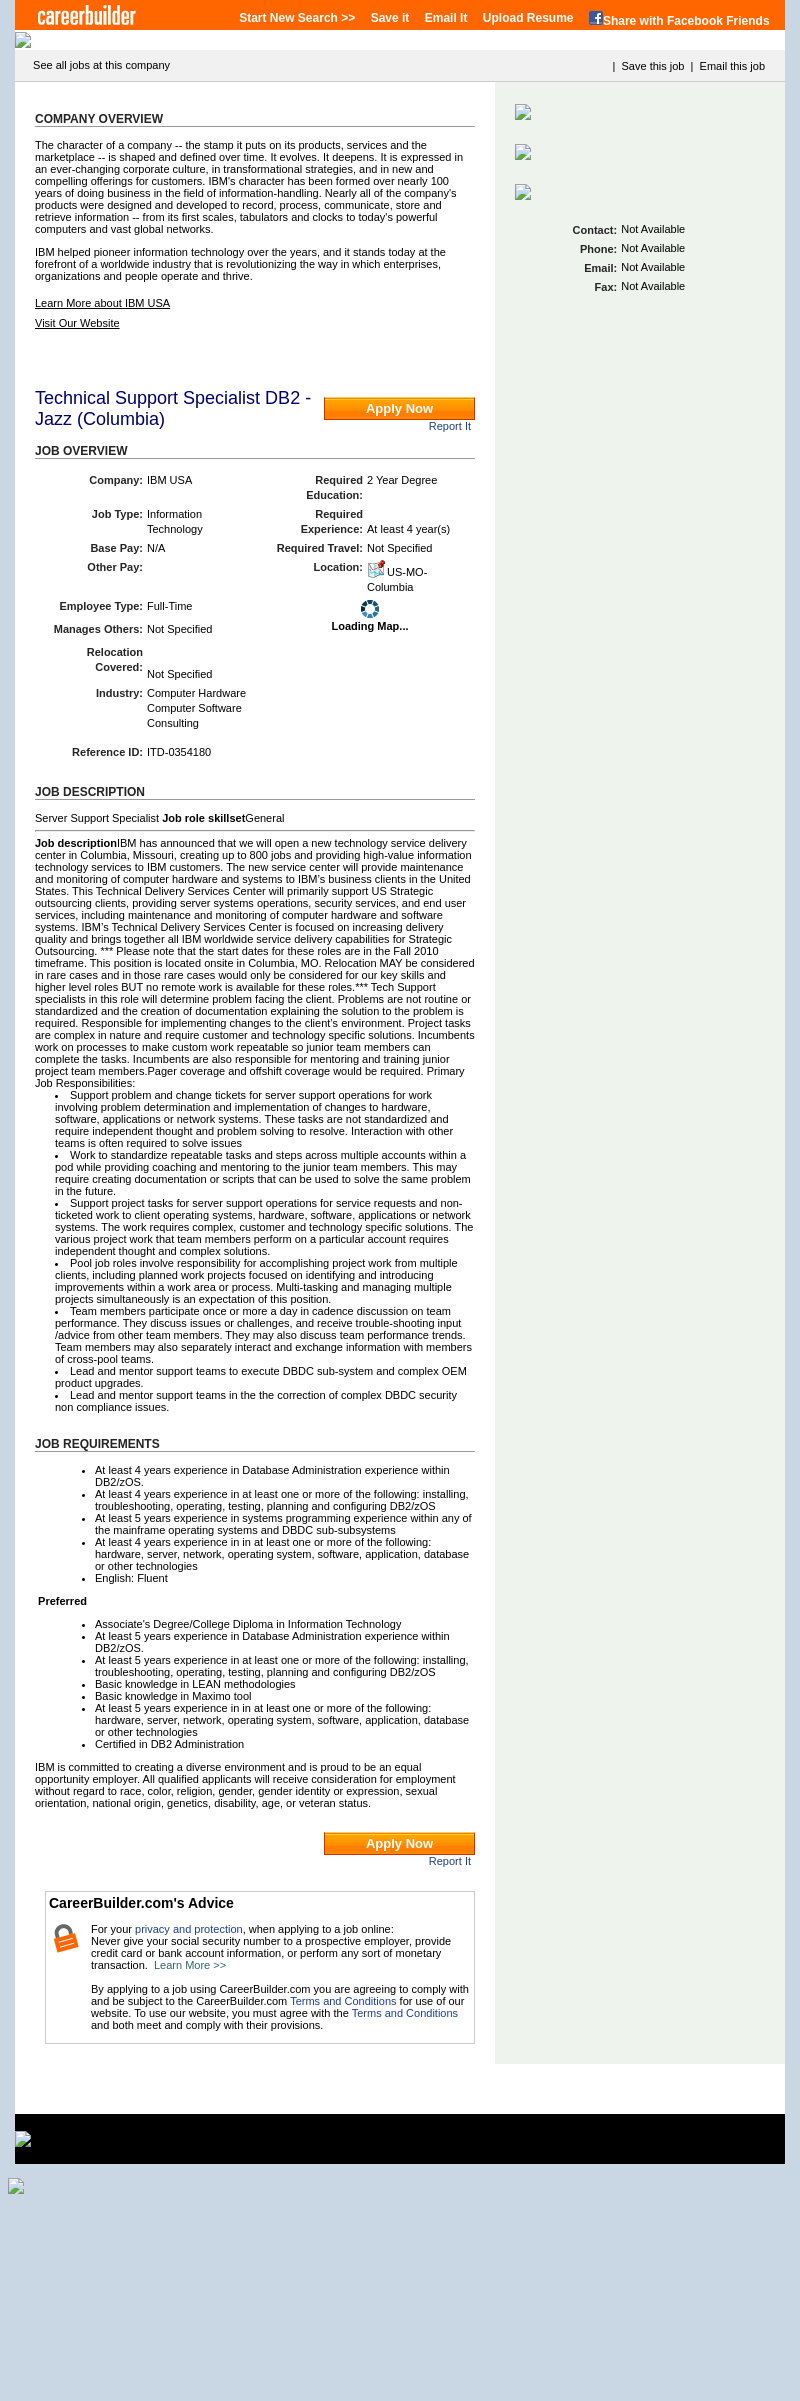 careerbuilder
Start New Search >> Save it Email It Upload Resume Share with Facebook Friends
See all jobs at this company
| Save this job | Email this job
COMPANY OVERVIEW
The character of a company -- the stamp it puts on its products, services and the
marketplace -- is shaped and defined over time. It evolves. It deepens. It is expressed in
an ever-changing corporate culture, in transformational strategies, and in new and
compelling offerings for customers. IBM's character has been formed over nearly 100
years of doing business in the field of information-handling. Nearly all of the company's
products were designed and developed to record, process, communicate, store and
retrieve information -- from its first scales, tabulators and clocks to today's powerful
computers and vast global networks.
IBM helped pioneer information technology over the years, and it stands today at the
forefront of a worldwide industry that is revolutionizing the way in which enterprises,
organizations and people operate and thrive.
Learn More about IBM USA
Visit Our Website
Contact: Not Available
Phone: Not Available
Email: Not Available
Fax: Not Available
Technical Support Specialist DB2 -
Jazz (Columbia)
Apply Now
Report It
JOB OVERVIEW
Company: IBM USA
Job Type: Information
Technology
Base Pay: N/A
Other Pay:
Employee Type: Full-Time
Manages Others: Not Specified
Relocation
Covered: Not Specified
Industry: Computer Hardware
Computer Software
Consulting
Reference ID: ITD-0354180
Required 2 Year Degree
Education:
Required
Experience: At least 4 year(s)
Required Travel: Not Specified
Location: US-MO-
Columbia
Loading Map...
JOB DESCRIPTION
Server Support Specialist Job role skillsetGeneral
Job descriptionIBM has announced that we will open a new technology service delivery
center in Columbia, Missouri, creating up to 800 jobs and providing high-value information
technology services to IBM customers. The new service center will provide maintenance
and monitoring of computer hardware and systems to IBM's business clients in the United
States. This Technical Delivery Services Center will primarily support US Strategic
outsourcing clients, providing server systems operations, security services, and end user
services, including maintenance and monitoring of computer hardware and software
systems. IBM's Technical Delivery Services Center is focused on increasing delivery
quality and brings together all IBM worldwide service delivery capabilities for Strategic
Outsourcing. *** Please note that the start dates for these roles are in the Fall 2010
timeframe. This position is located onsite in Columbia, MO. Relocation MAY be considered
in rare cases and in those rare cases would only be considered for our key skills and
higher level roles BUT no remote work is available for these roles.*** Tech Support
specialists in this role will determine problem facing the client. Problems are not routine or
standardized and the creation of documentation explaining the solution to the problem is
required. Responsible for implementing changes to the client's environment. Project tasks
are complex in nature and require customer and technology specific solutions. Incumbents
work on processes to make custom work repeatable so junior team members can
complete the tasks. Incumbents are also responsible for mentoring and training junior
project team members.Pager coverage and offshift coverage would be required. Primary
Job Responsibilities:
• Support problem and change tickets for server support operations for work
involving problem determination and implementation of changes to hardware,
software, applications or network systems. These tasks are not standardized and
require independent thought and problem solving to resolve. Interaction with other
teams is often required to solve issues
• Work to standardize repeatable tasks and steps across multiple accounts within a
pod while providing coaching and mentoring to the junior team members. This may
require creating documentation or scripts that can be used to solve the same problem
in the future.
• Support project tasks for server support operations for service requests and non-
ticketed work to client operating systems, hardware, software, applications or network
systems. The work requires complex, customer and technology specific solutions. The
various project work that team members perform on a particular account requires
independent thought and complex solutions.
• Pool job roles involve responsibility for accomplishing project work from multiple
clients, including planned work projects focused on identifying and introducing
improvements within a work area or process. Multi-tasking and managing multiple
projects simultaneously is an expectation of this position.
• Team members participate once or more a day in cadence discussion on team
performance. They discuss issues or challenges, and receive trouble-shooting input
/advice from other team members. They may also discuss team performance trends.
Team members may also separately interact and exchange information with members
of cross-pool teams.
• Lead and mentor support teams to execute DBDC sub-system and complex OEM
product upgrades.
• Lead and mentor support teams in the the correction of complex DBDC security
non compliance issues.
JOB REQUIREMENTS
• At least 4 years experience in Database Administration experience within
DB2/zOS.
• At least 4 years experience in at least one or more of the following: installing,
troubleshooting, operating, testing, planning and configuring DB2/zOS
• At least 5 years experience in systems programming experience within any of
the mainframe operating systems and DBDC sub-subsystems
• At least 4 years experience in in at least one or more of the following:
hardware, server, network, operating system, software, application, database
or other technologies
• English: Fluent
Preferred
• Associate's Degree/College Diploma in Information Technology
• At least 5 years experience in Database Administration experience within
DB2/zOS.
• At least 5 years experience in at least one or more of the following: installing,
troubleshooting, operating, testing, planning and configuring DB2/zOS
• Basic knowledge in LEAN methodologies
• Basic knowledge in Maximo tool
• At least 5 years experience in in at least one or more of the following:
hardware, server, network, operating system, software, application, database
or other technologies
• Certified in DB2 Administration
IBM is committed to creating a diverse environment and is proud to be an equal
opportunity employer. All qualified applicants will receive consideration for employment
without regard to race, color, religion, gender, gender identity or expression, sexual
orientation, national origin, genetics, disability, age, or veteran status.
Apply Now
Report It
CareerBuilder.com's Advice
For your privacy and protection, when applying to a job online:
Never give your social security number to a prospective employer, provide
credit card or bank account information, or perform any sort of monetary
transaction. Learn More >>
By applying to a job using CareerBuilder.com you are agreeing to comply with
and be subject to the CareerBuilder.com Terms and Conditions for use of our
website. To use our website, you must agree with the Terms and Conditions
and both meet and comply with their provisions.